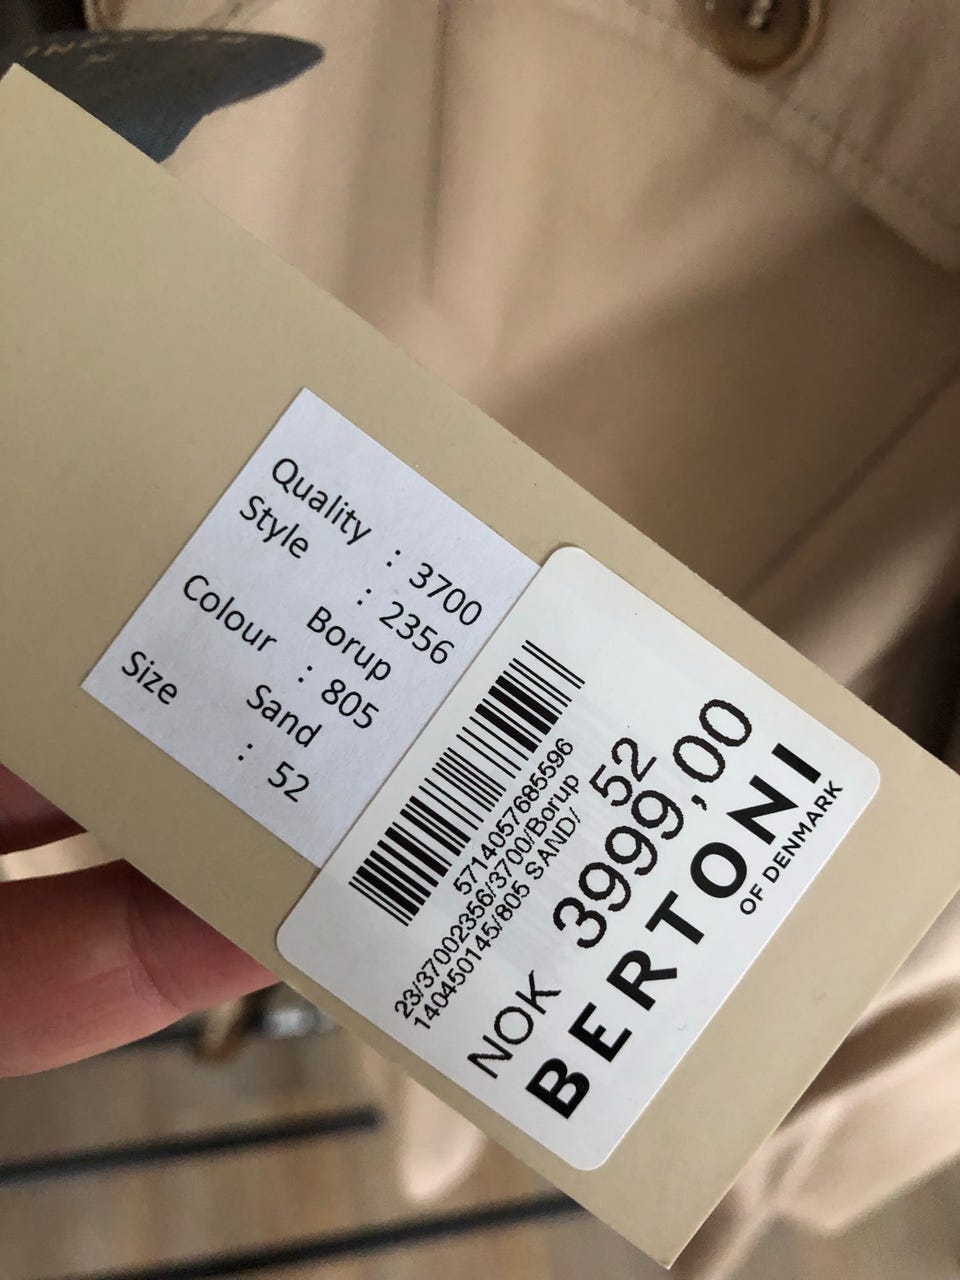 Quality : 3700
Style : 2356
Borup
Colour : 805
Sand
Size : 52
5714057685596
23/37002356/3700/Borup
140450145/805 SAND/ 52
NOK 3999,00
BERTONI
OF DENMARK